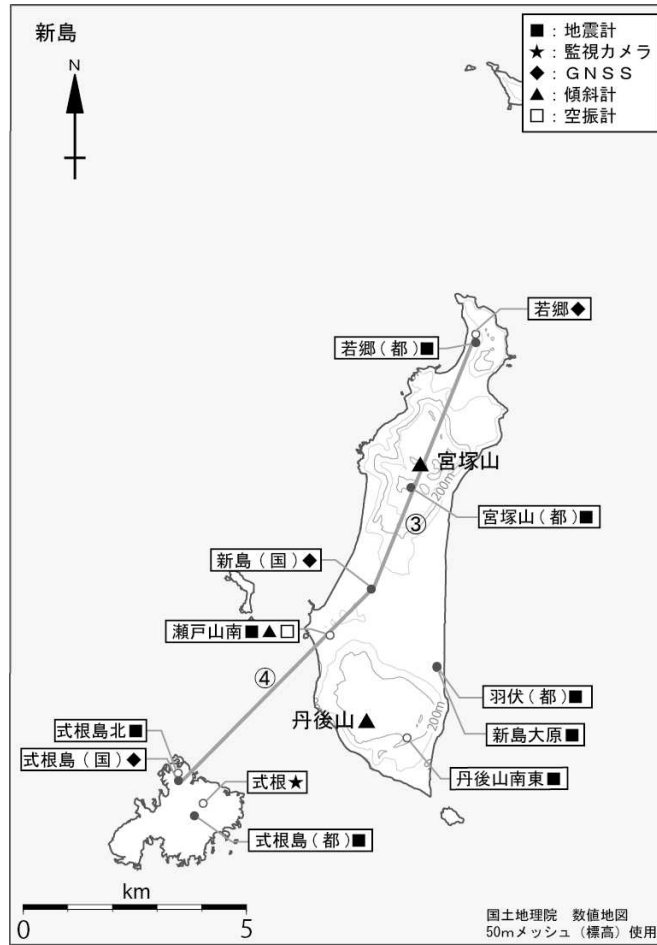 新島
N
■:地震計
★:監視カメラ
◆:GNSS
▲:傾斜計
□:空振計
若郷◆
若郷(都)■
宮塚山
200m
宮塚山(都)■
③
新島(国)◆
瀬戸山南■▲□
④
羽伏(都)■
丹後山
200m
新島大原■
式根島北■
式根島(国)◆
丹後山南東■
式根★
式根島(都)■
km
0 5
国土地理院 数値地図
50mメッシュ(標高)使用